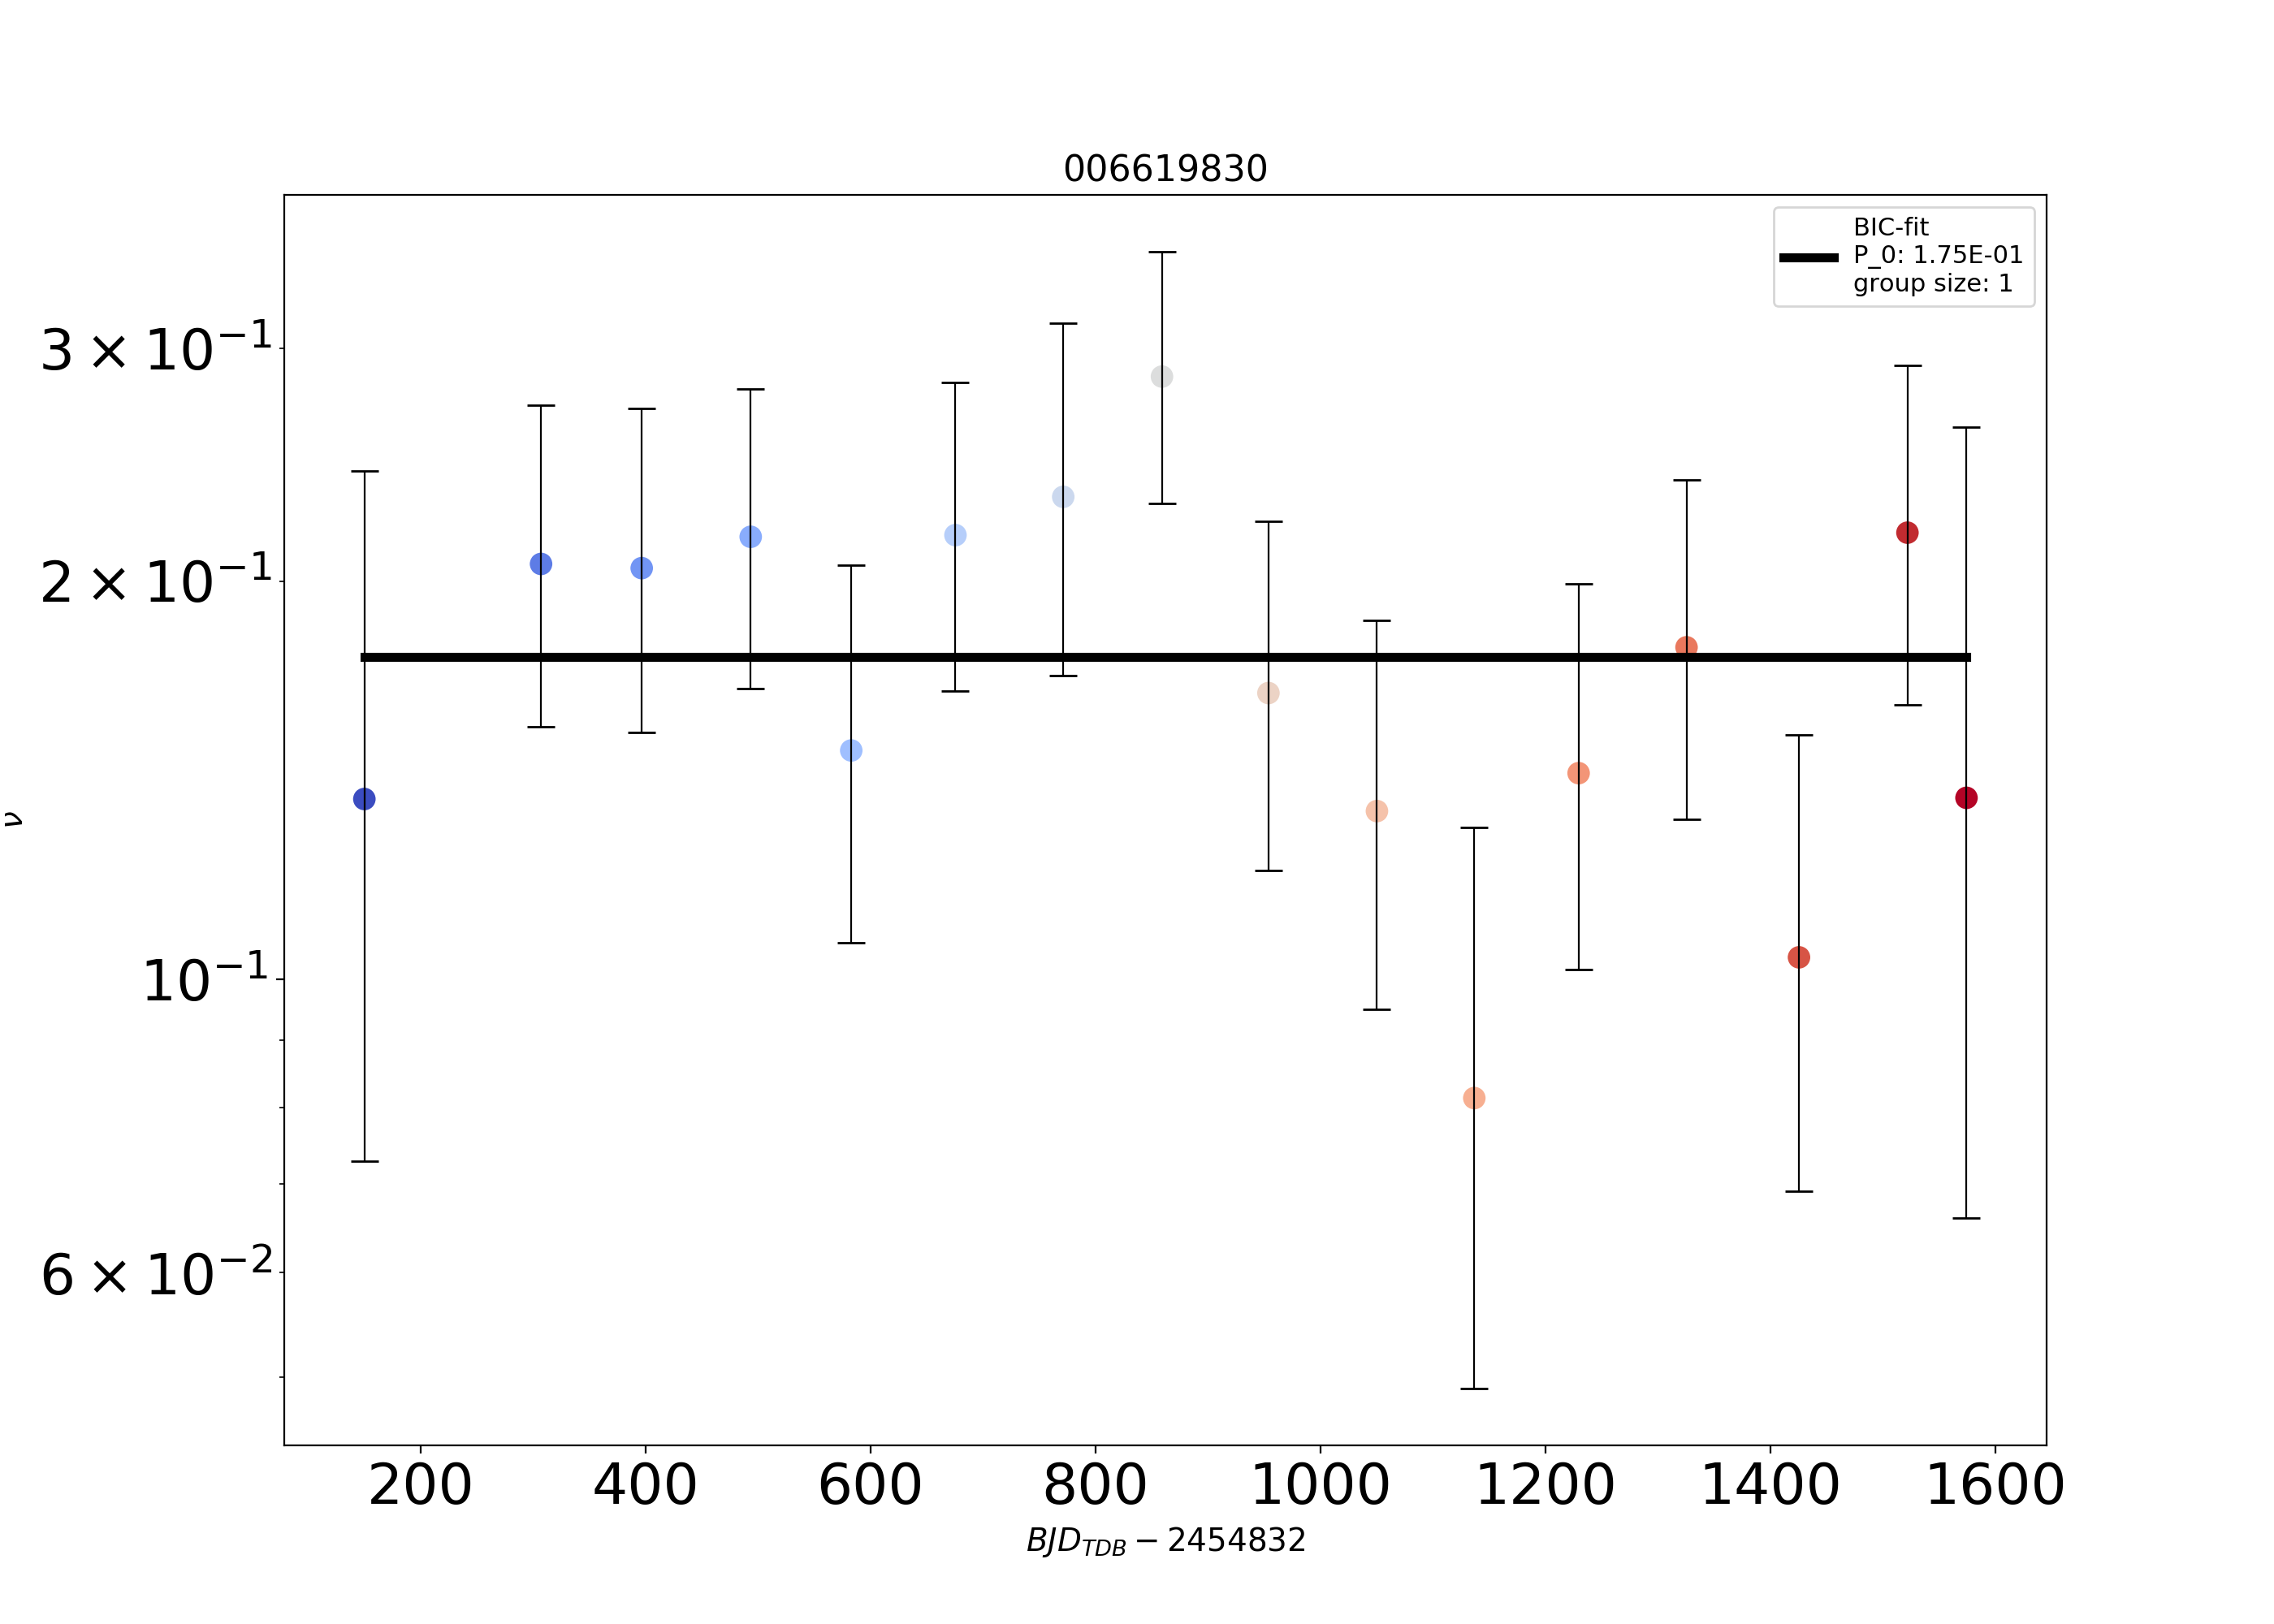 006619830
BIC-fit
P_0: 1.75E-01
group size: 1
3 × 10⁻¹
2 × 10⁻¹
10⁻¹
6 × 10⁻²
ν
200 400 600 800 1000 1200 1400 1600
BJD_TDB − 2454832